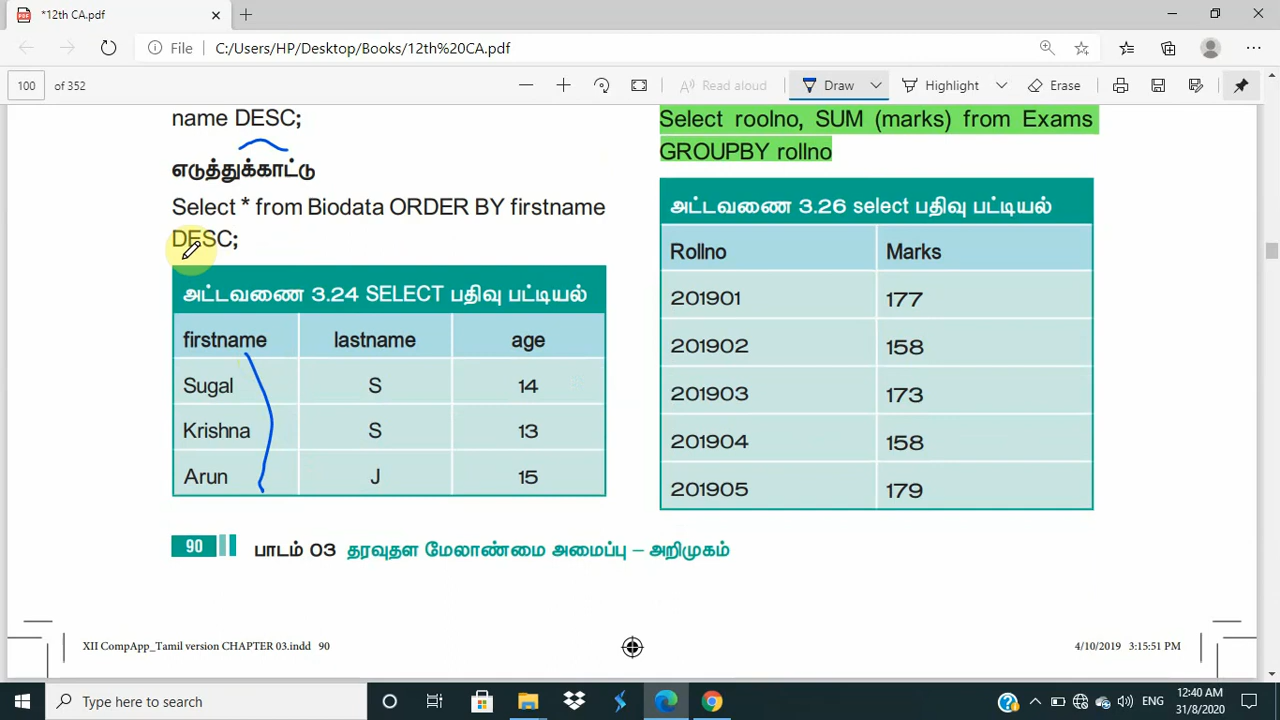 *12th CA.pdf
File C:/Users/HP/Desktop/Books/12th%20CA.pdf
100 of 352
Read aloud
Draw
Highlight
Erase
name DESC;
எடுத்துக்காட்டு
Select * from Biodata ORDER BY firstname
DESC;
அட்டவணை 3.24 SELECT பதிவு பட்டியல்
firstname lastname age
Sugal S 14
Krishna S 13
Arun J 15
Select roolno, SUM (marks) from Exams
GROUPBY rollno
அட்டவணை 3.26 select பதிவு பட்டியல்
Rollno Marks
201901 177
201902 158
201903 173
201904 158
201905 179
90 பாடம் 03 தரவுதள மேலாண்மை அமைப்பு – அறிமுகம்
XII CompApp_Tamil version CHAPTER 03.indd 90
4/10/2019 3:15:51 PM
Type here to search
ENG
12:40 AM
31/8/2020